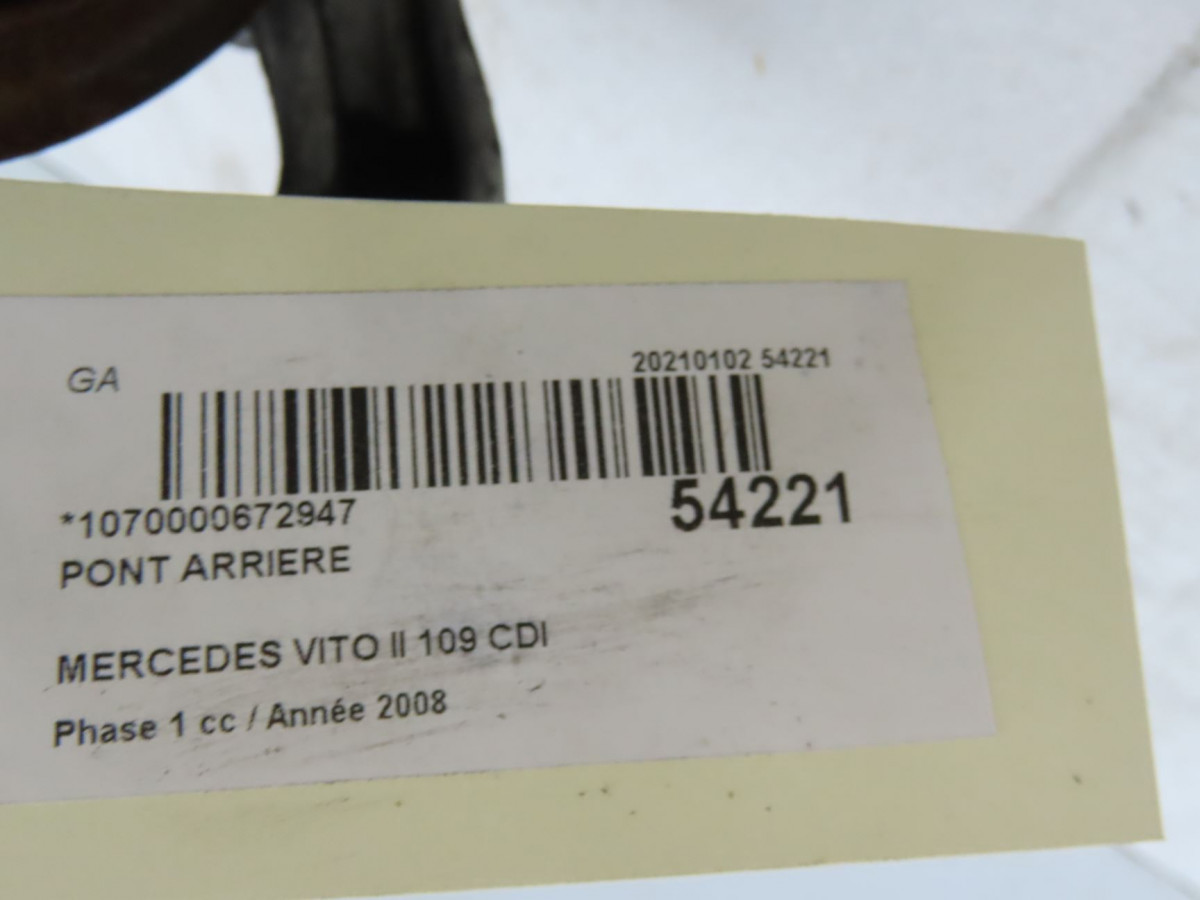 GA
20210102 54221
*1070000672947
54221
PONT ARRIERE
MERCEDES VITO II 109 CDI
Phase 1 cc / Année 2008